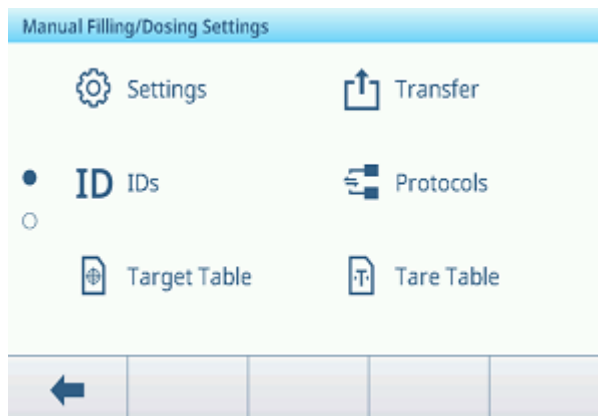 Manual Filling/Dosing Settings
Settings
Transfer
ID IDs
Protocols
Target Table
T Tare Table